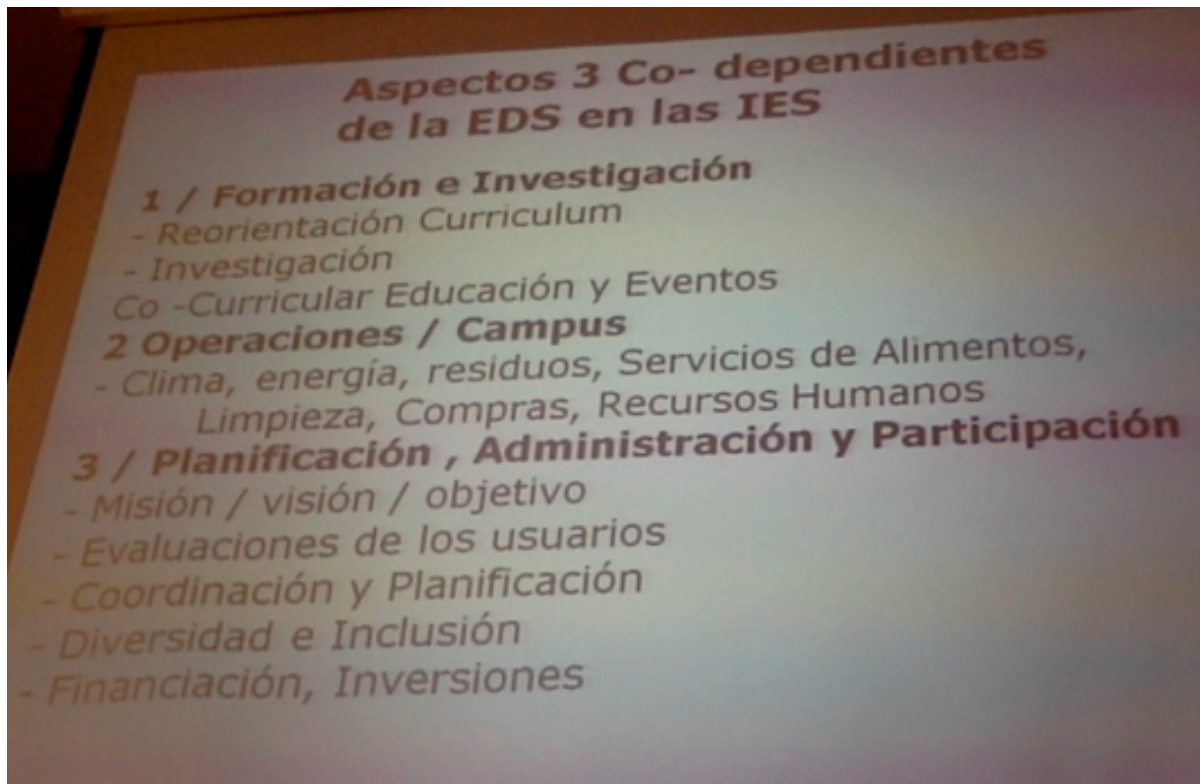 Aspectos 3 Co- dependientes
de la EDS en las IES
1 / Formación e Investigación
- Reorientación Curriculum
- Investigación
Co -Curricular Educación y Eventos
2 Operaciones / Campus
- Clima, energía, residuos, Servicios de Alimentos,
Limpieza, Compras, Recursos Humanos
3 / Planificación , Administración y Participación
- Misión / visión / objetivo
- Evaluaciones de los usuarios
- Coordinación y Planificación
- Diversidad e Inclusión
- Financiación, Inversiones